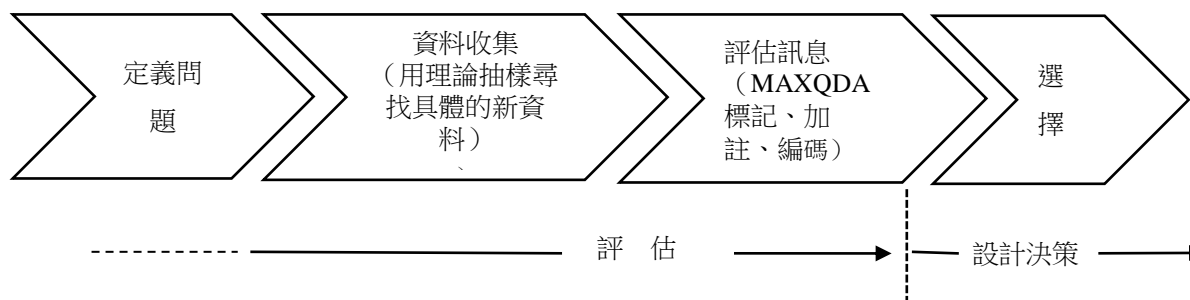 定義問
題
資料收集
（用理論抽樣尋
找具體的新資
料）
、
評估訊息
（MAXQDA
標記、加
註、編碼）
選
擇
評 估
設計決策